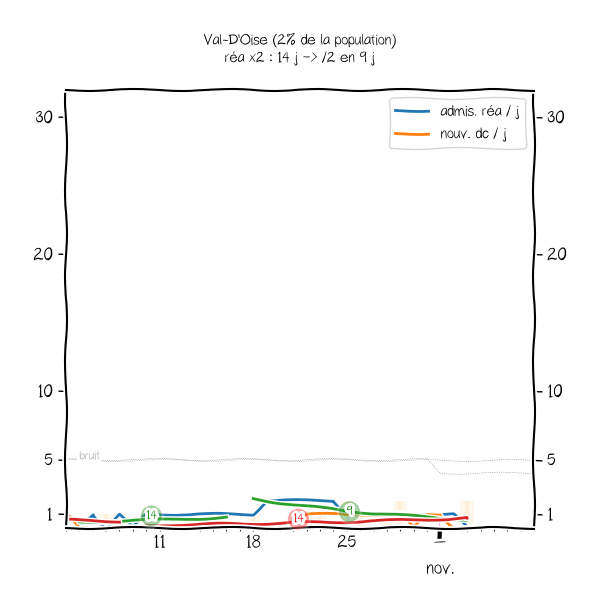 Val-D'Oise (2% de la population)
réa x2 : 14 j -> /2 en 9 j
admis. réa / j
nouv. dc / j
30 30
20 20
10 10
5 bruit 5
14 14 9
1 1
11 18 25 1
nov.